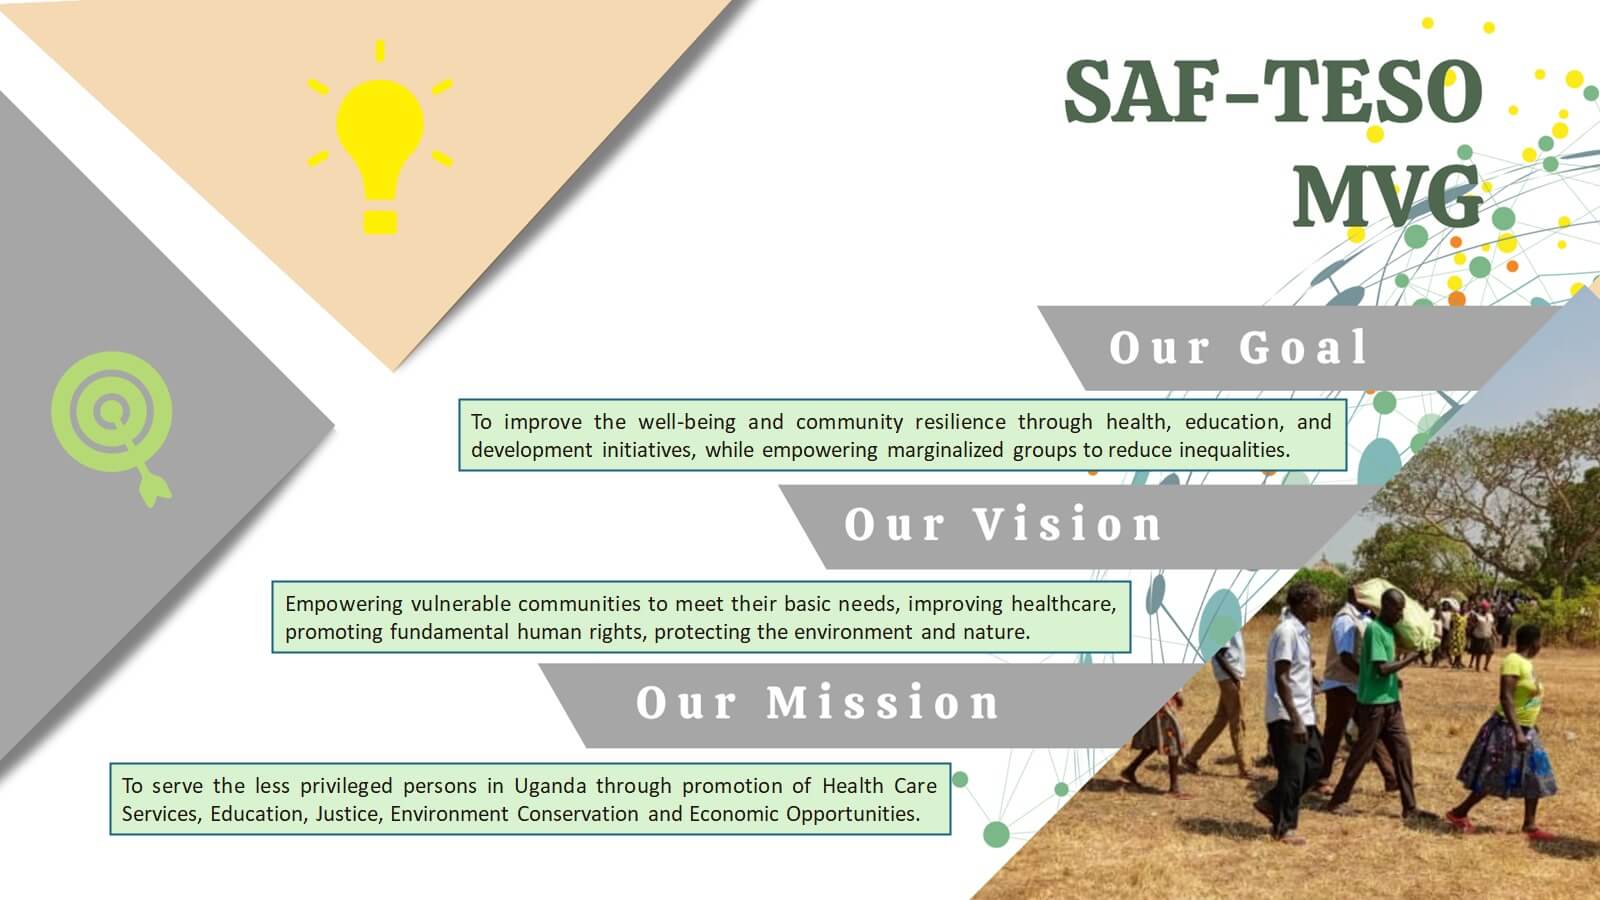 SAF-TESO
MVG
Our Goal
To improve the well-being and community resilience through health, education, and
development initiatives, while empowering marginalized groups to reduce inequalities.
Our Vision
Empowering vulnerable communities to meet their basic needs, improving healthcare,
promoting fundamental human rights, protecting the environment and nature.
Our Mission
To serve the less privileged persons in Uganda through promotion of Health Care
Services, Education, Justice, Environment Conservation and Economic Opportunities.